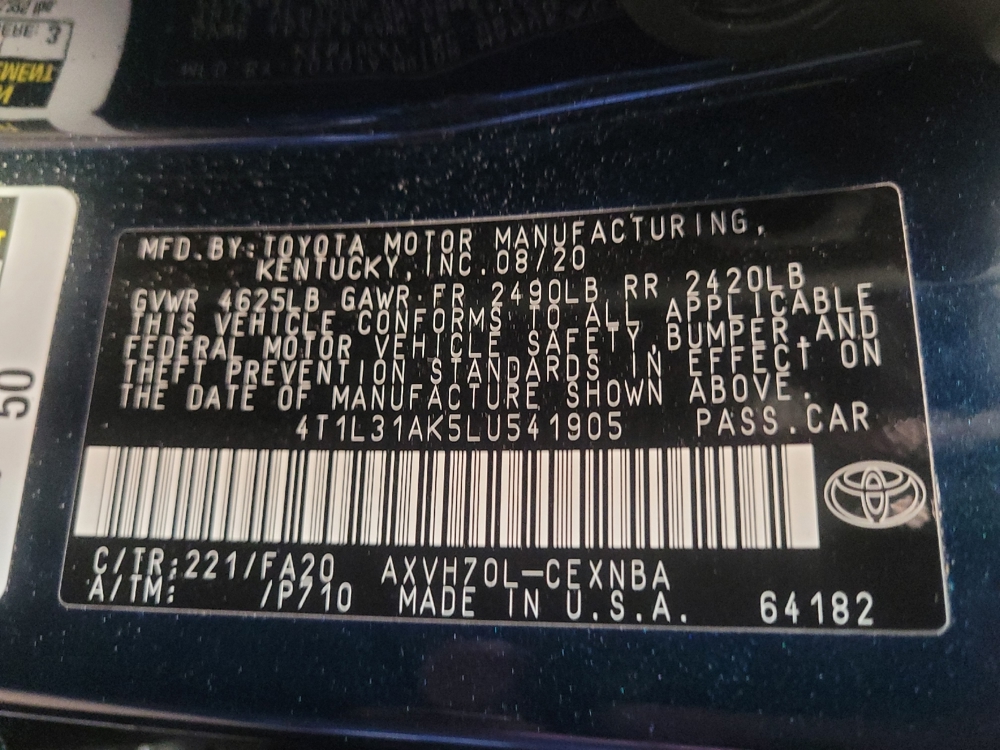 MFD.BY:TOYOTA MOTOR MANUFACTURING,
KENTUCKY,INC.08/20
GVWR 4625LB GAWR FR 2490LB RR 2420LB
THIS VEHICLE CONFORMS TO ALL APPLICABLE
FEDERAL MOTOR VEHICLE SAFETY,BUMPER,AND
THEFT PREVENTION STANDARDS IN EFFECT ON
THE DATE OF MANUFACTURE SHOWN ABOVE.
4T1L31AK5LU541905 PASS.CAR
C/TR:221/FA20 AXVH70L-CEXNBA
A/TM: /P710 MADE IN U.S.A. 64182
50